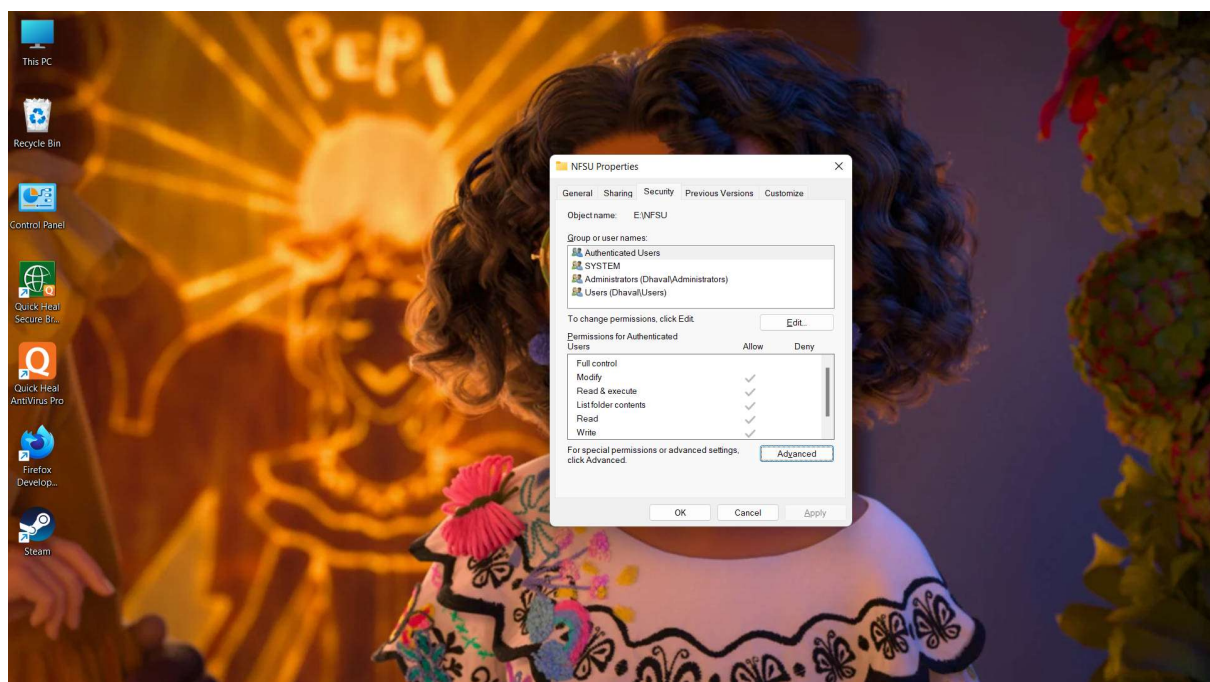 PEPA
This PC
Recycle Bin
Control Panel
Quick Heal
Secure Br...
Quick Heal
AntiVirus Pro
Firefox
Develop...
Steam
NFSU Properties
General Sharing Security Previous Versions Customize
Object name: E:\NFSU
Group or user names:
Authenticated Users
SYSTEM
Administrators (Dhaval\Administrators)
Users (Dhaval\Users)
To change permissions, click Edit.
Edit...
Permissions for Authenticated
Users Allow Deny
Full control
Modify
Read & execute
List folder contents
Read
Write
For special permissions or advanced settings,
click Advanced.
Advanced
OK Cancel Apply